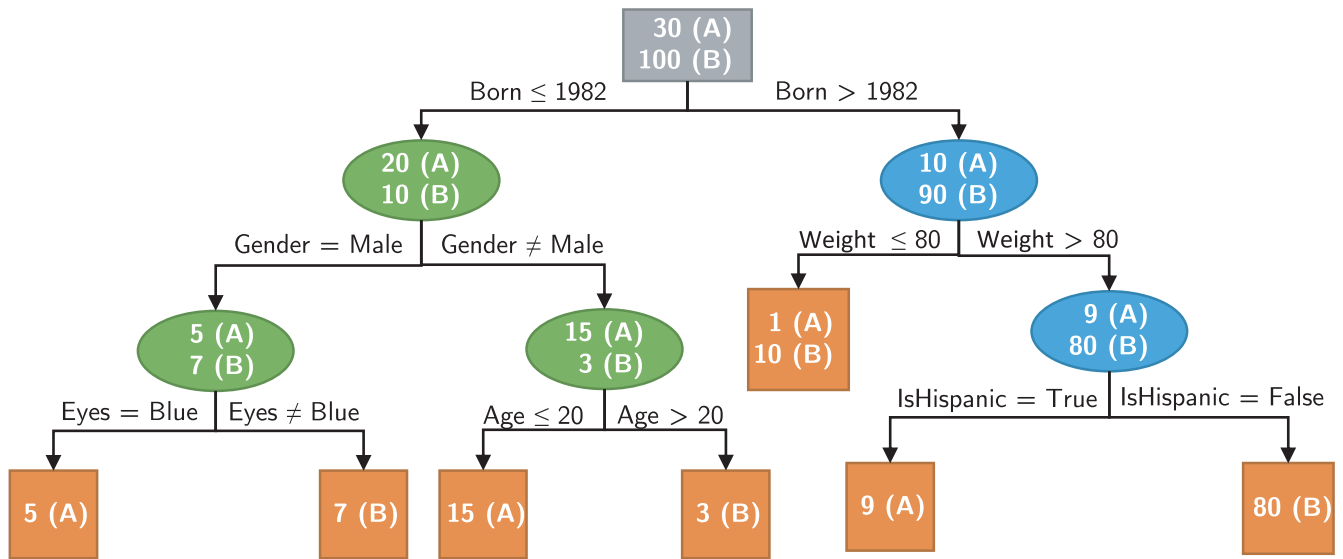 30 (A)
100 (B)
Born ≤ 1982
Born > 1982
20 (A)
10 (B)
10 (A)
90 (B)
Gender = Male
Gender ≠ Male
Weight ≤ 80
Weight > 80
5 (A)
7 (B)
15 (A)
3 (B)
1 (A)
10 (B)
9 (A)
80 (B)
Eyes = Blue
Eyes ≠ Blue
Age ≤ 20
Age > 20
IsHispanic = True
IsHispanic = False
5 (A)
7 (B)
15 (A)
3 (B)
9 (A)
80 (B)